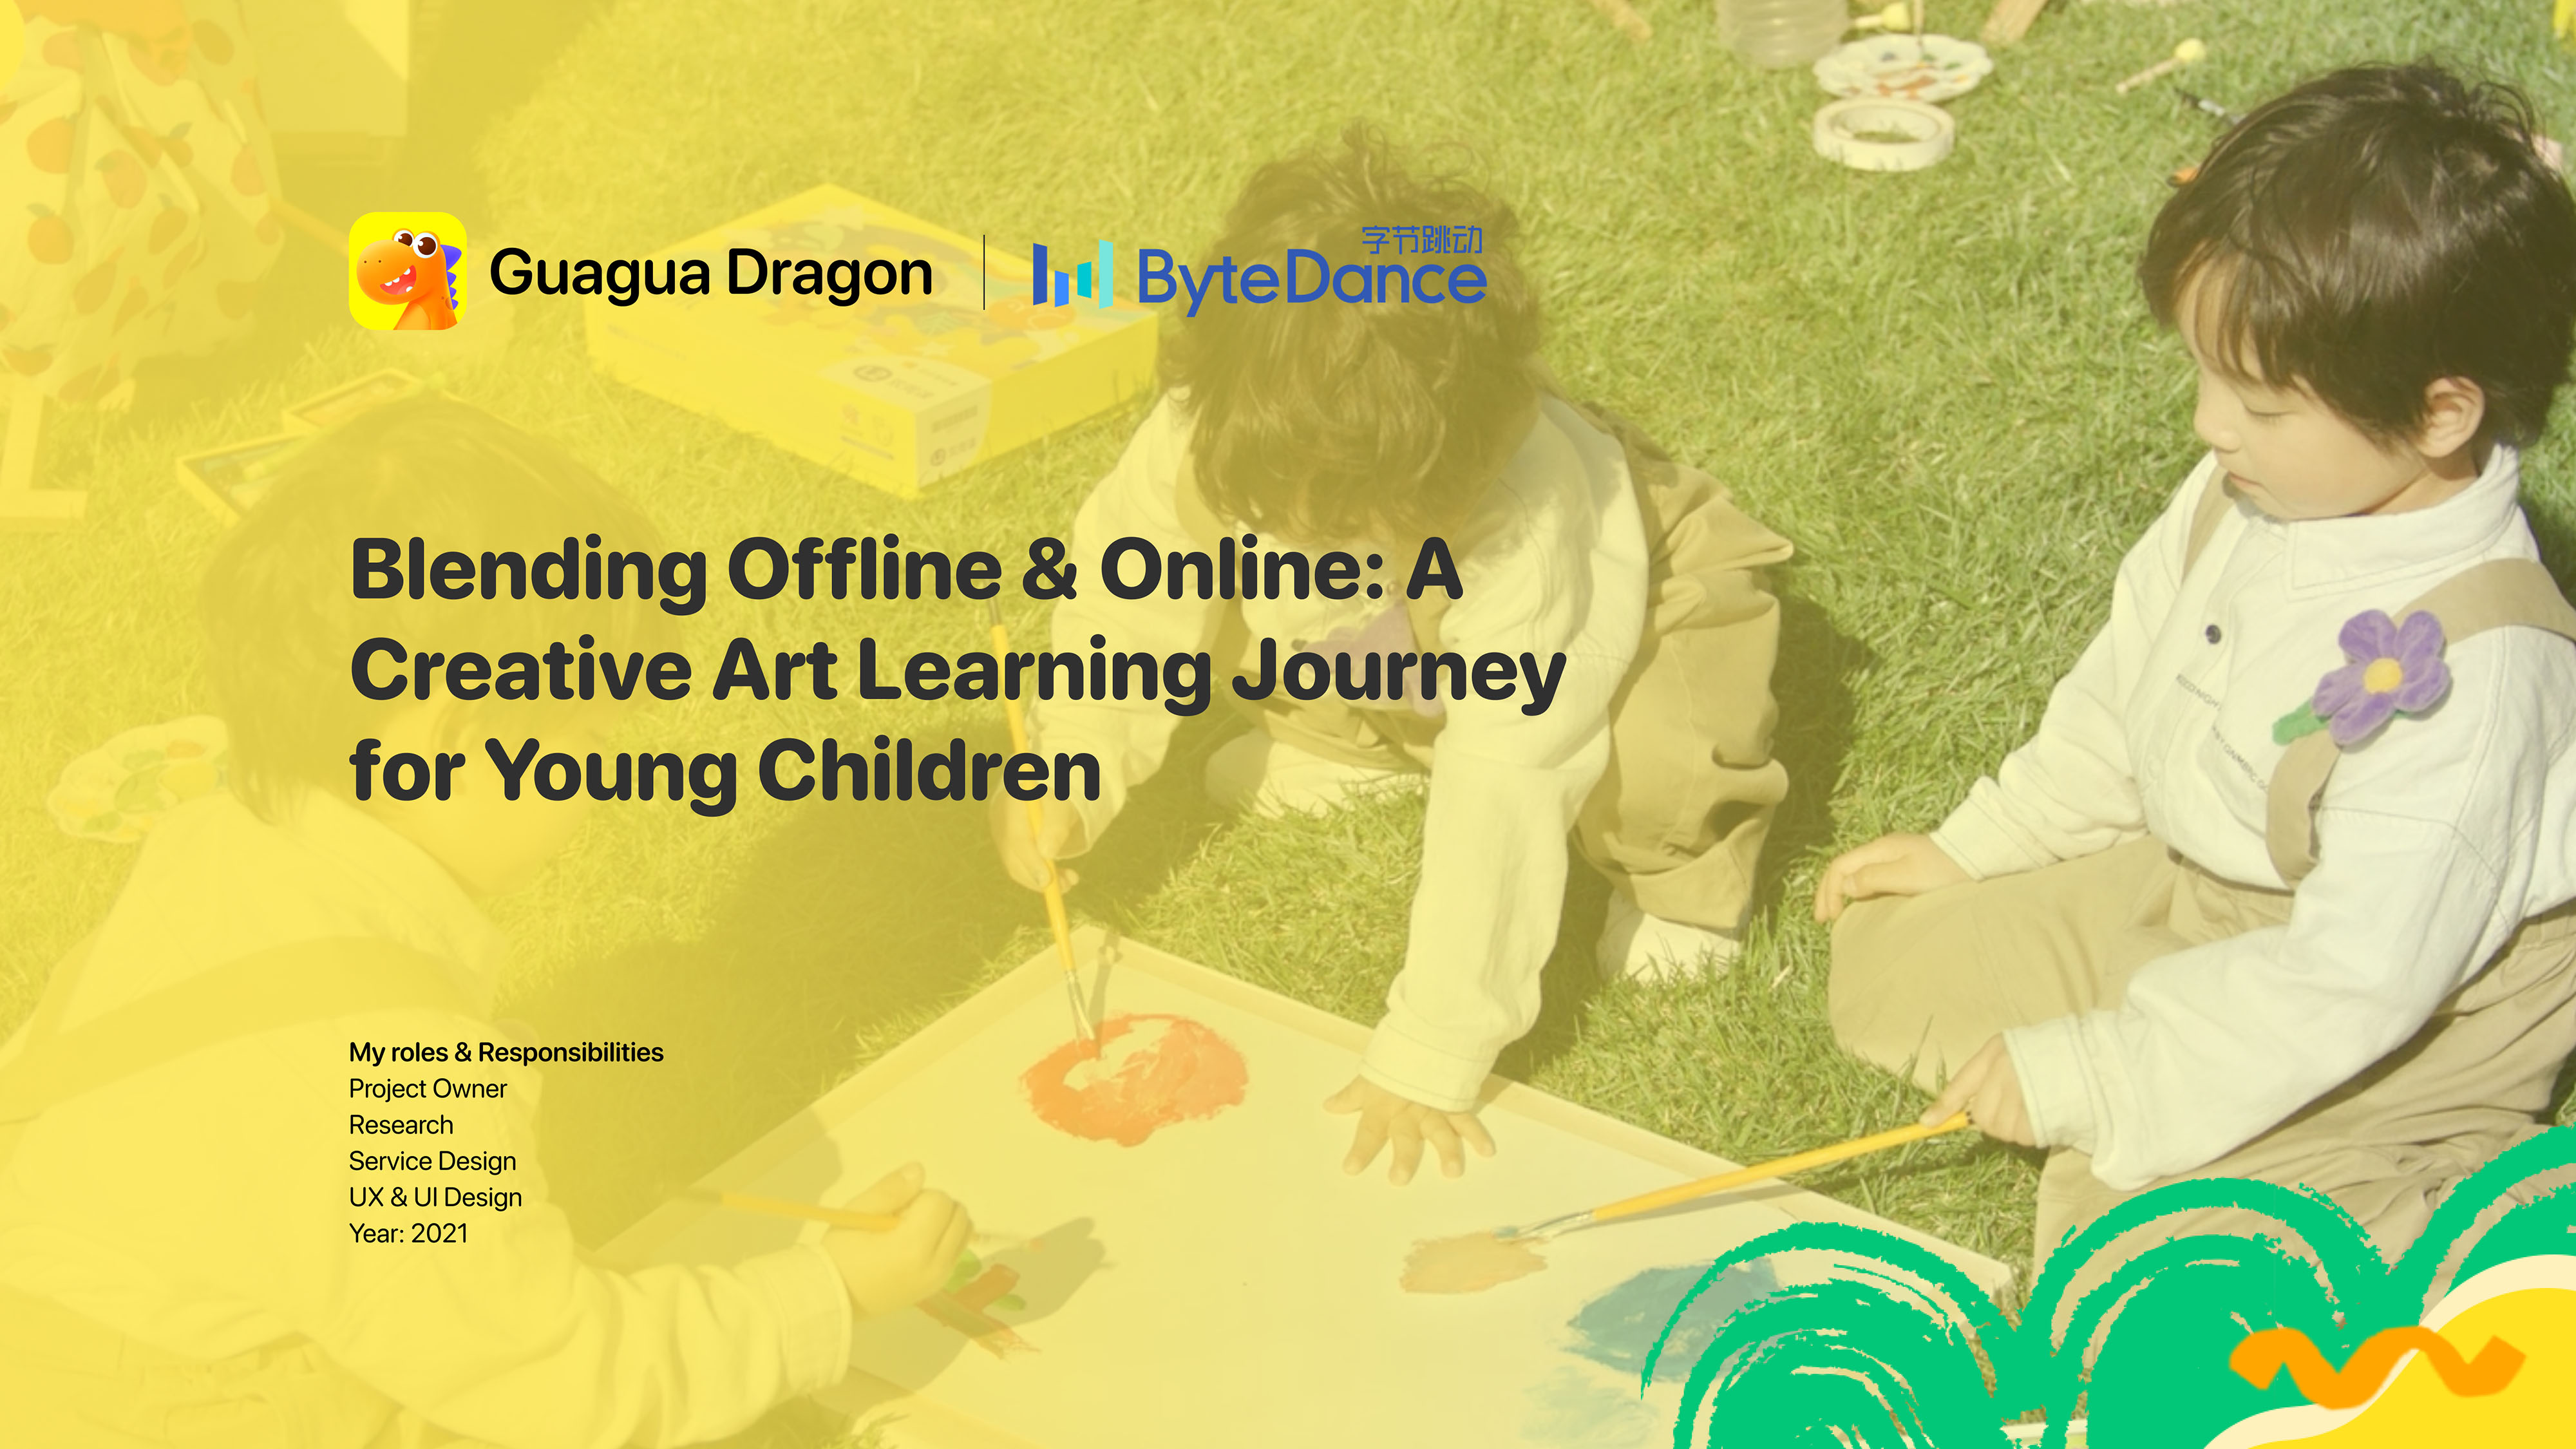 Guagua Dragon
字节跳动
ByteDance
Blending Offline & Online: A
Creative Art Learning Journey
for Young Children
My roles & Responsibilities
Project Owner
Research
Service Design
UX & UI Design
Year: 2021